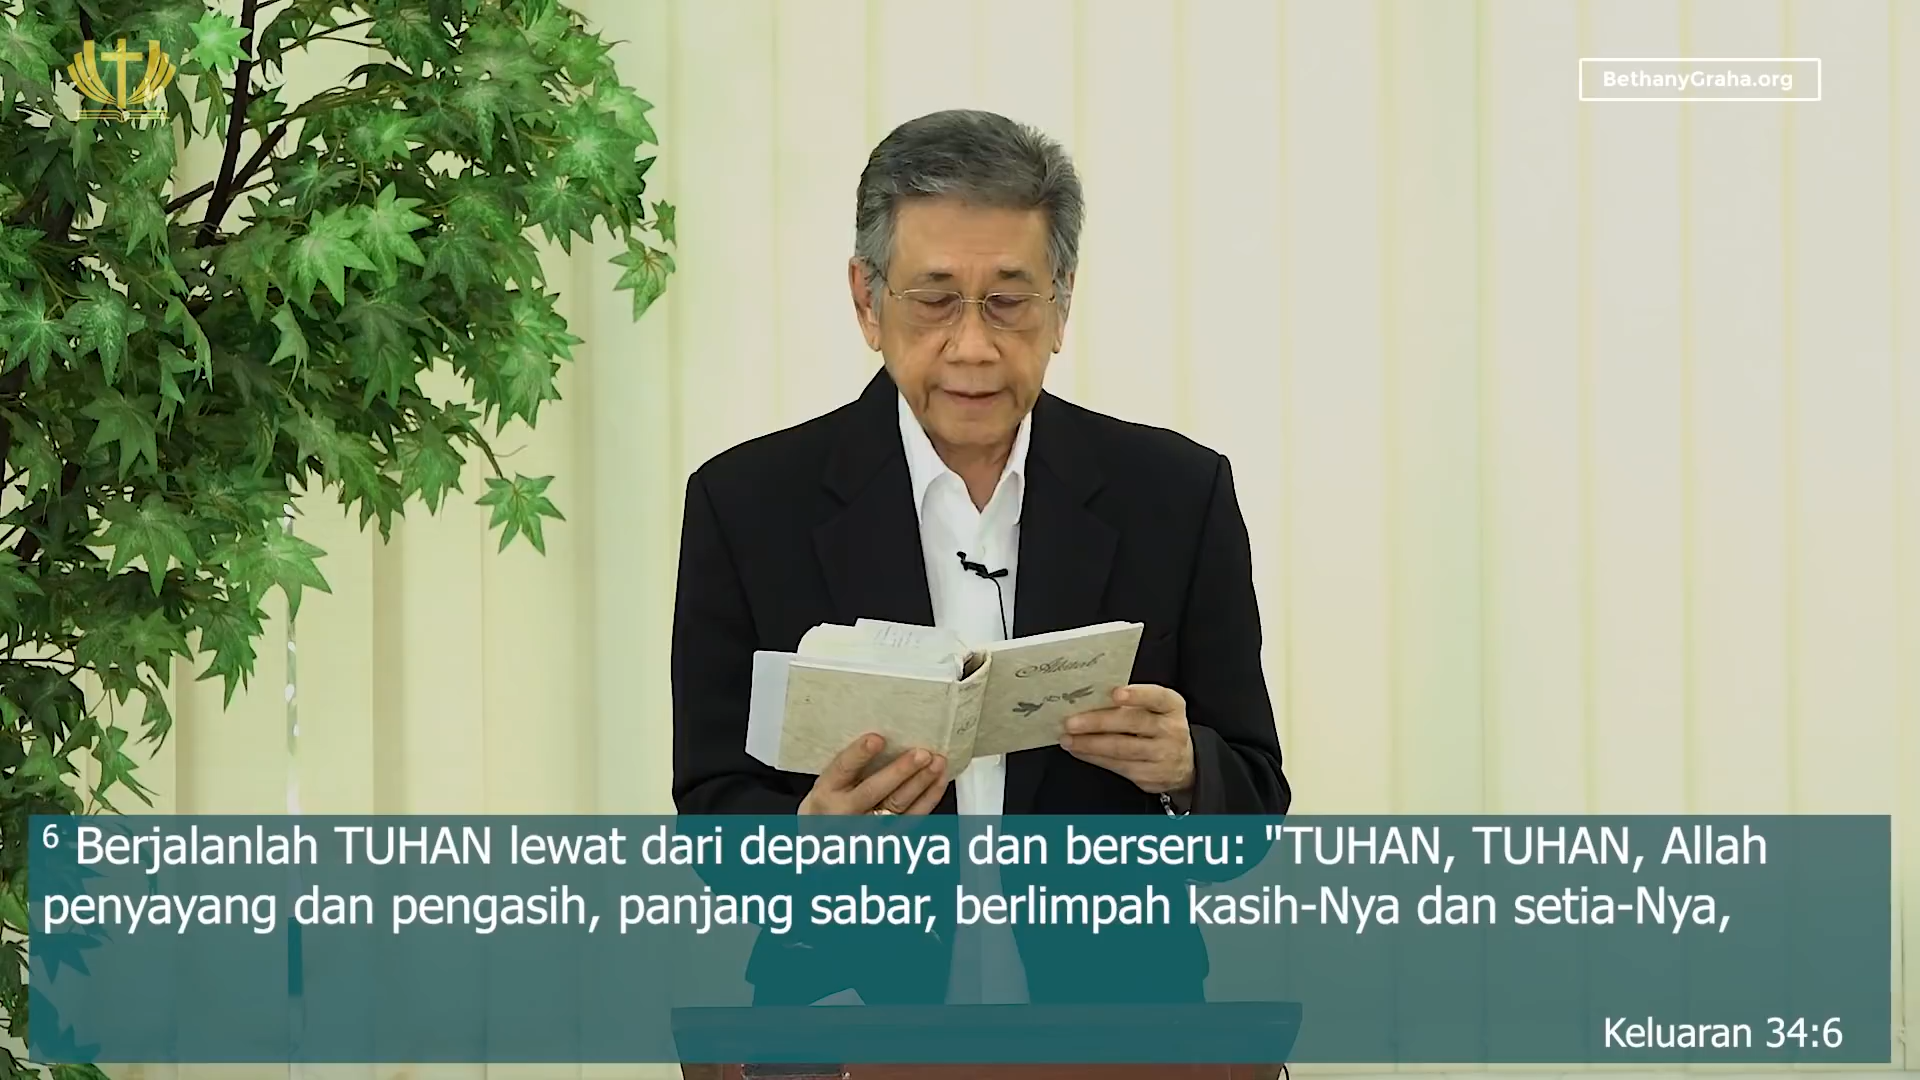 BethanyGraha.org
Alkitab
6 Berjalanlah TUHAN lewat dari depannya dan berseru: "TUHAN, TUHAN, Allah
penyayang dan pengasih, panjang sabar, berlimpah kasih-Nya dan setia-Nya,
Keluaran 34:6